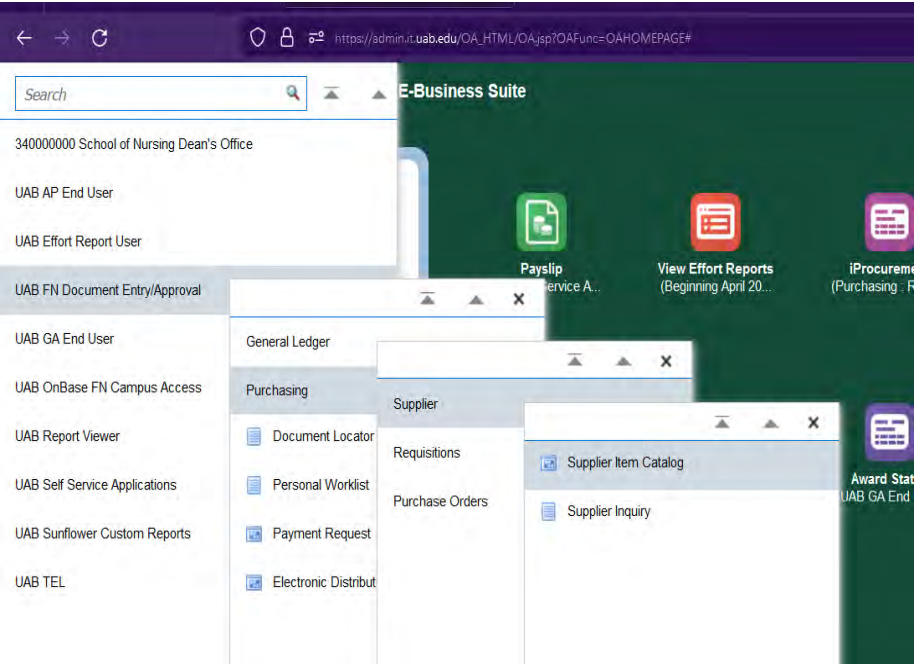 https://admin.it.uab.edu/OA_HTML/OA.jsp?OAFunc=OAHOMEPAGE#
Search
E-Business Suite
340000000 School of Nursing Dean's Office
UAB AP End User
UAB Effort Report User
UAB FN Document Entry/Approval
UAB GA End User
UAB OnBase FN Campus Access
UAB Report Viewer
UAB Self Service Applications
UAB Sunflower Custom Reports
UAB TEL
General Ledger
Purchasing
Document Locator
Personal Worklist
Payment Request
Electronic Distribut
Supplier
Requisitions
Purchase Orders
Supplier Item Catalog
Supplier Inquiry
Payslip
Service A...
View Effort Reports
(Beginning April 20...
iProcureme
(Purchasing : R
Award Stat
UAB GA End